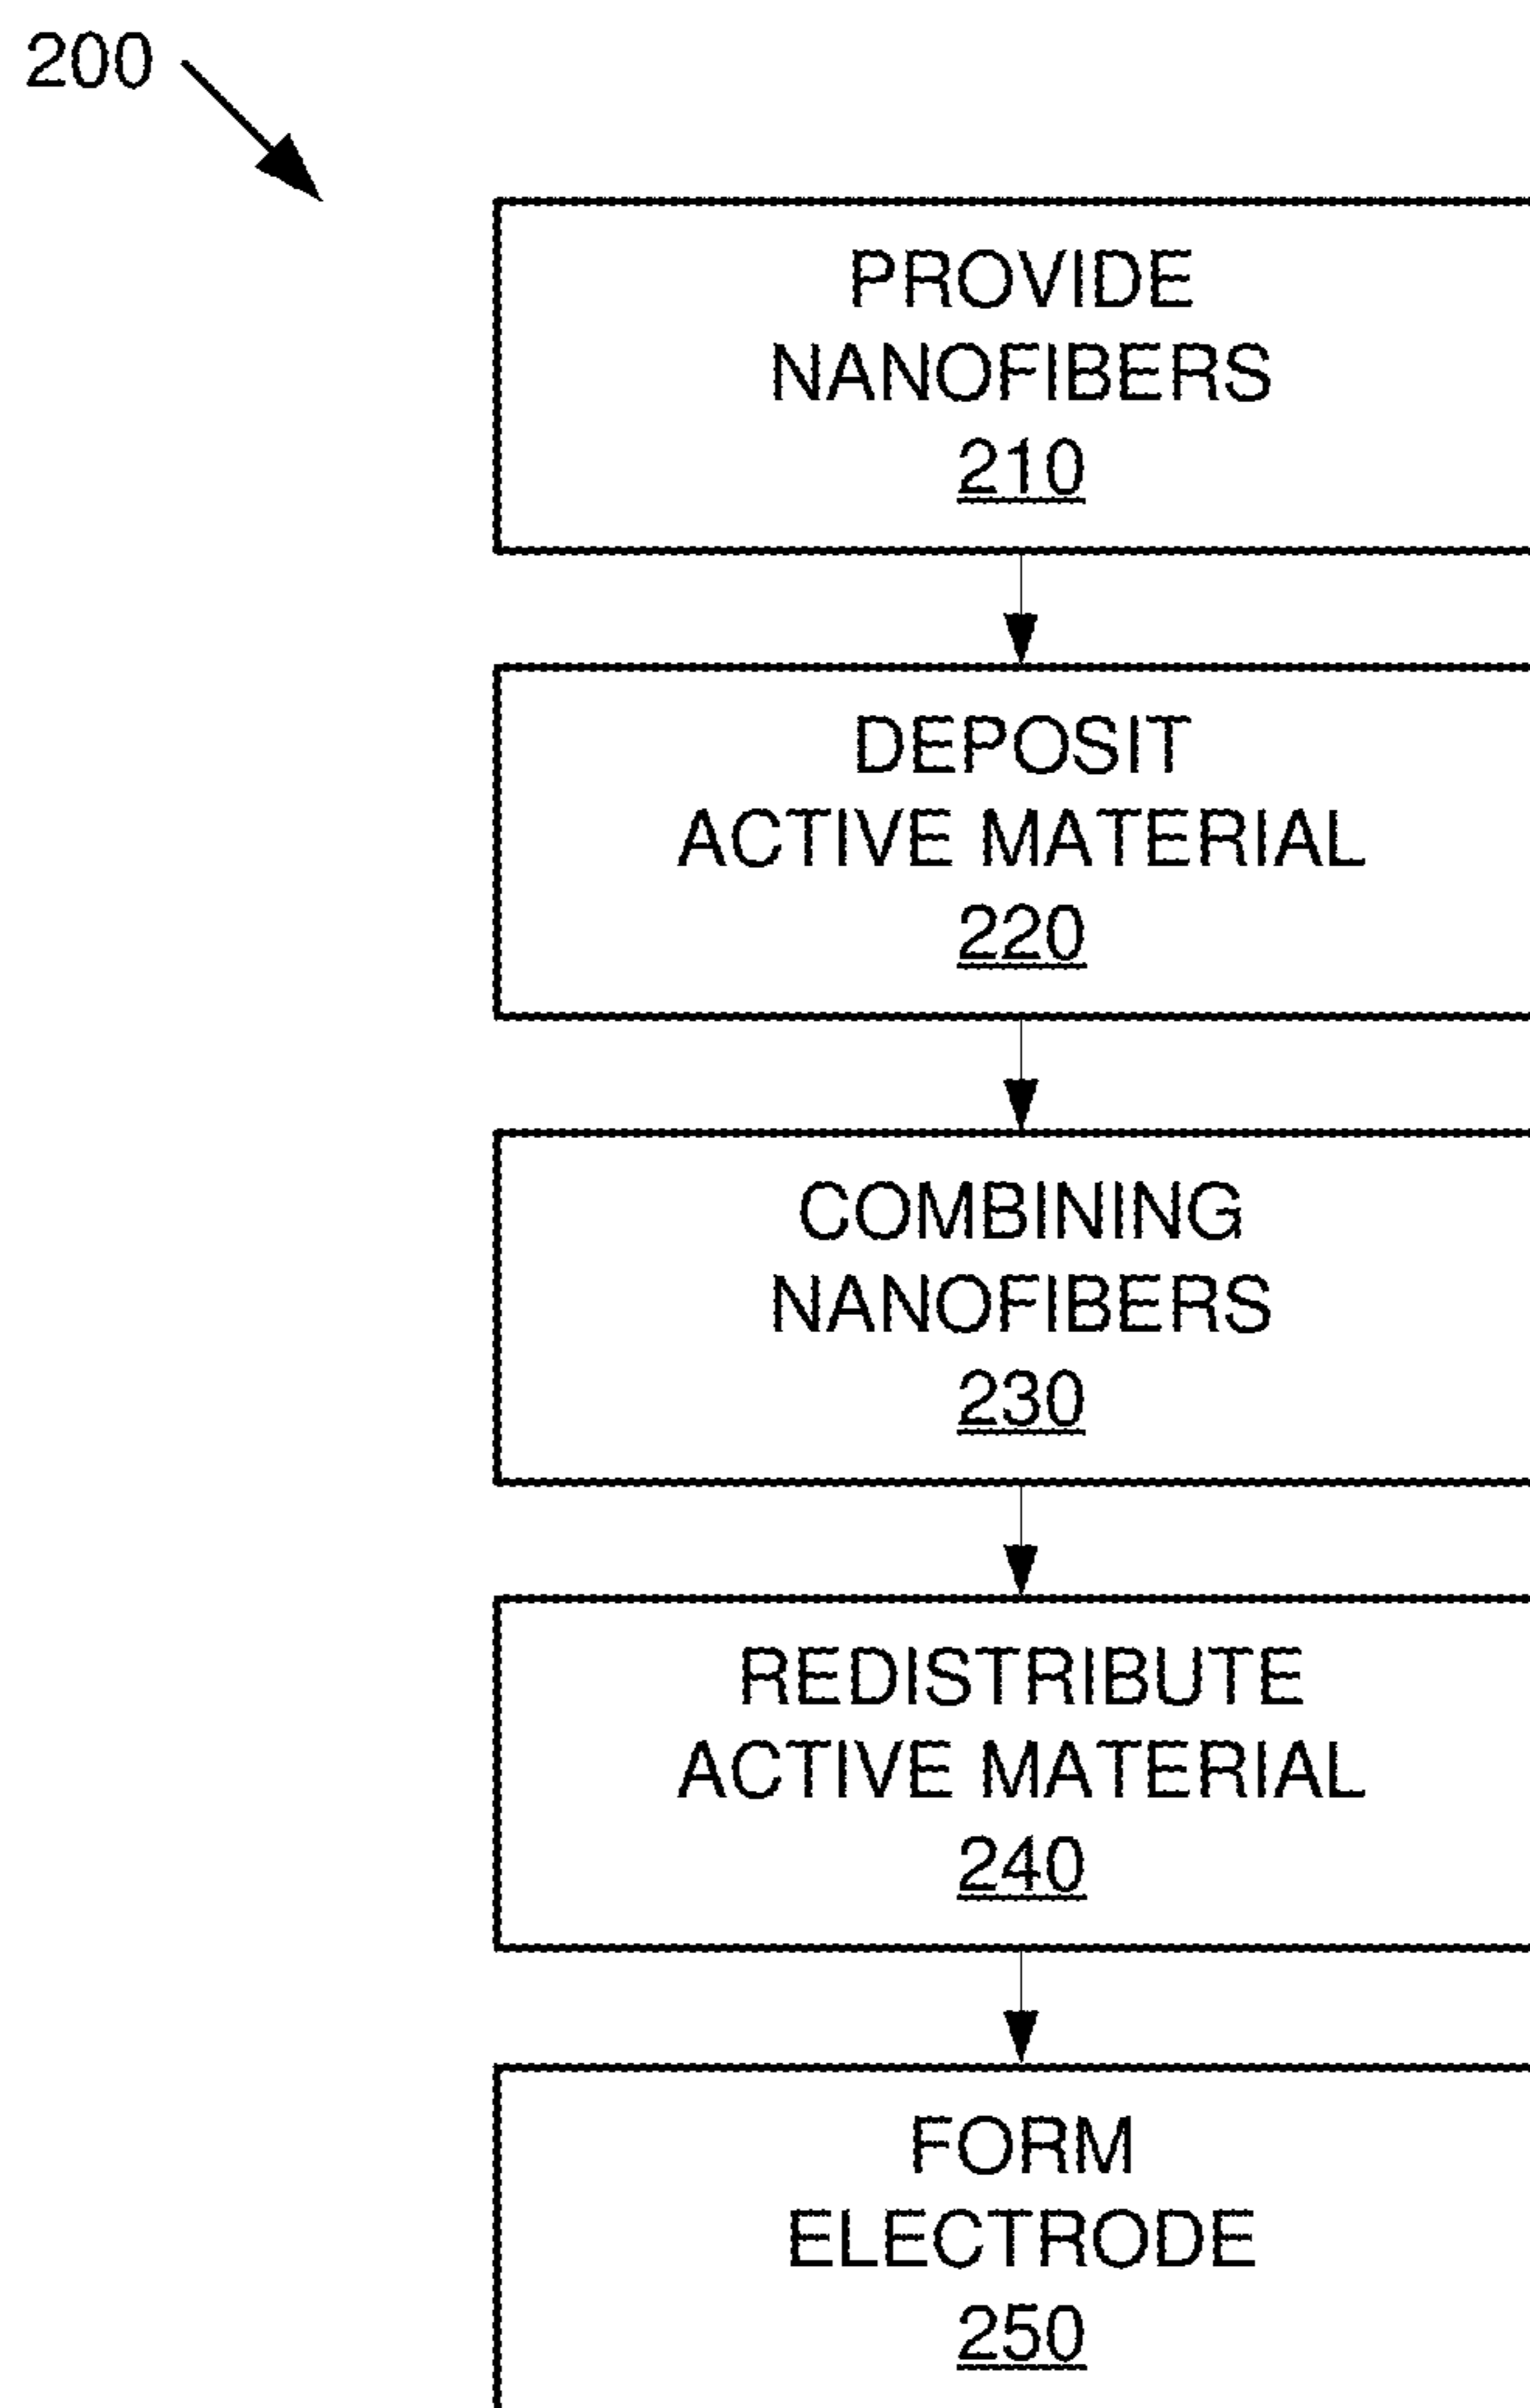 200
PROVIDE
NANOFIBERS
210
DEPOSIT
ACTIVE MATERIAL
220
COMBINING
NANOFIBERS
230
REDISTRIBUTE
ACTIVE MATERIAL
240
FORM
ELECTRODE
250